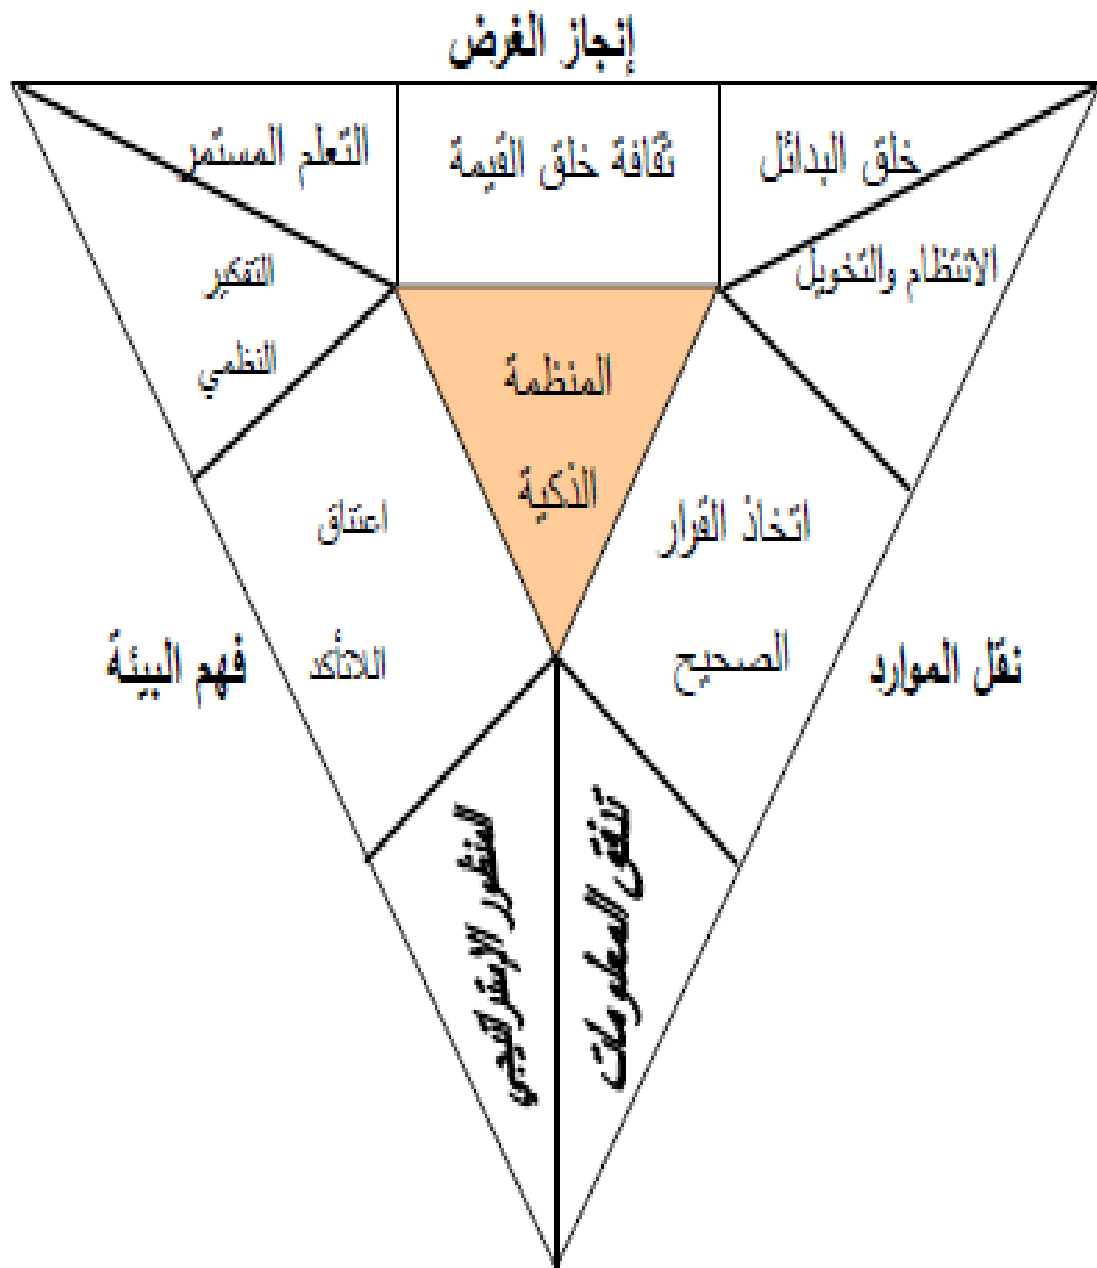 إنجاز الغرض
خلق البدائل
ثقافة خلق القيمة
التعلم المستمر
الانتظام والتخويل
التفكير
النظمي
المنظمة
الذكية
اتخاذ القرار
الصحيح
اعتناق
اللاتأكد
نقل الموارد
فهم البيئة
تدفق المعلومات
المنظور الإستراتيجي